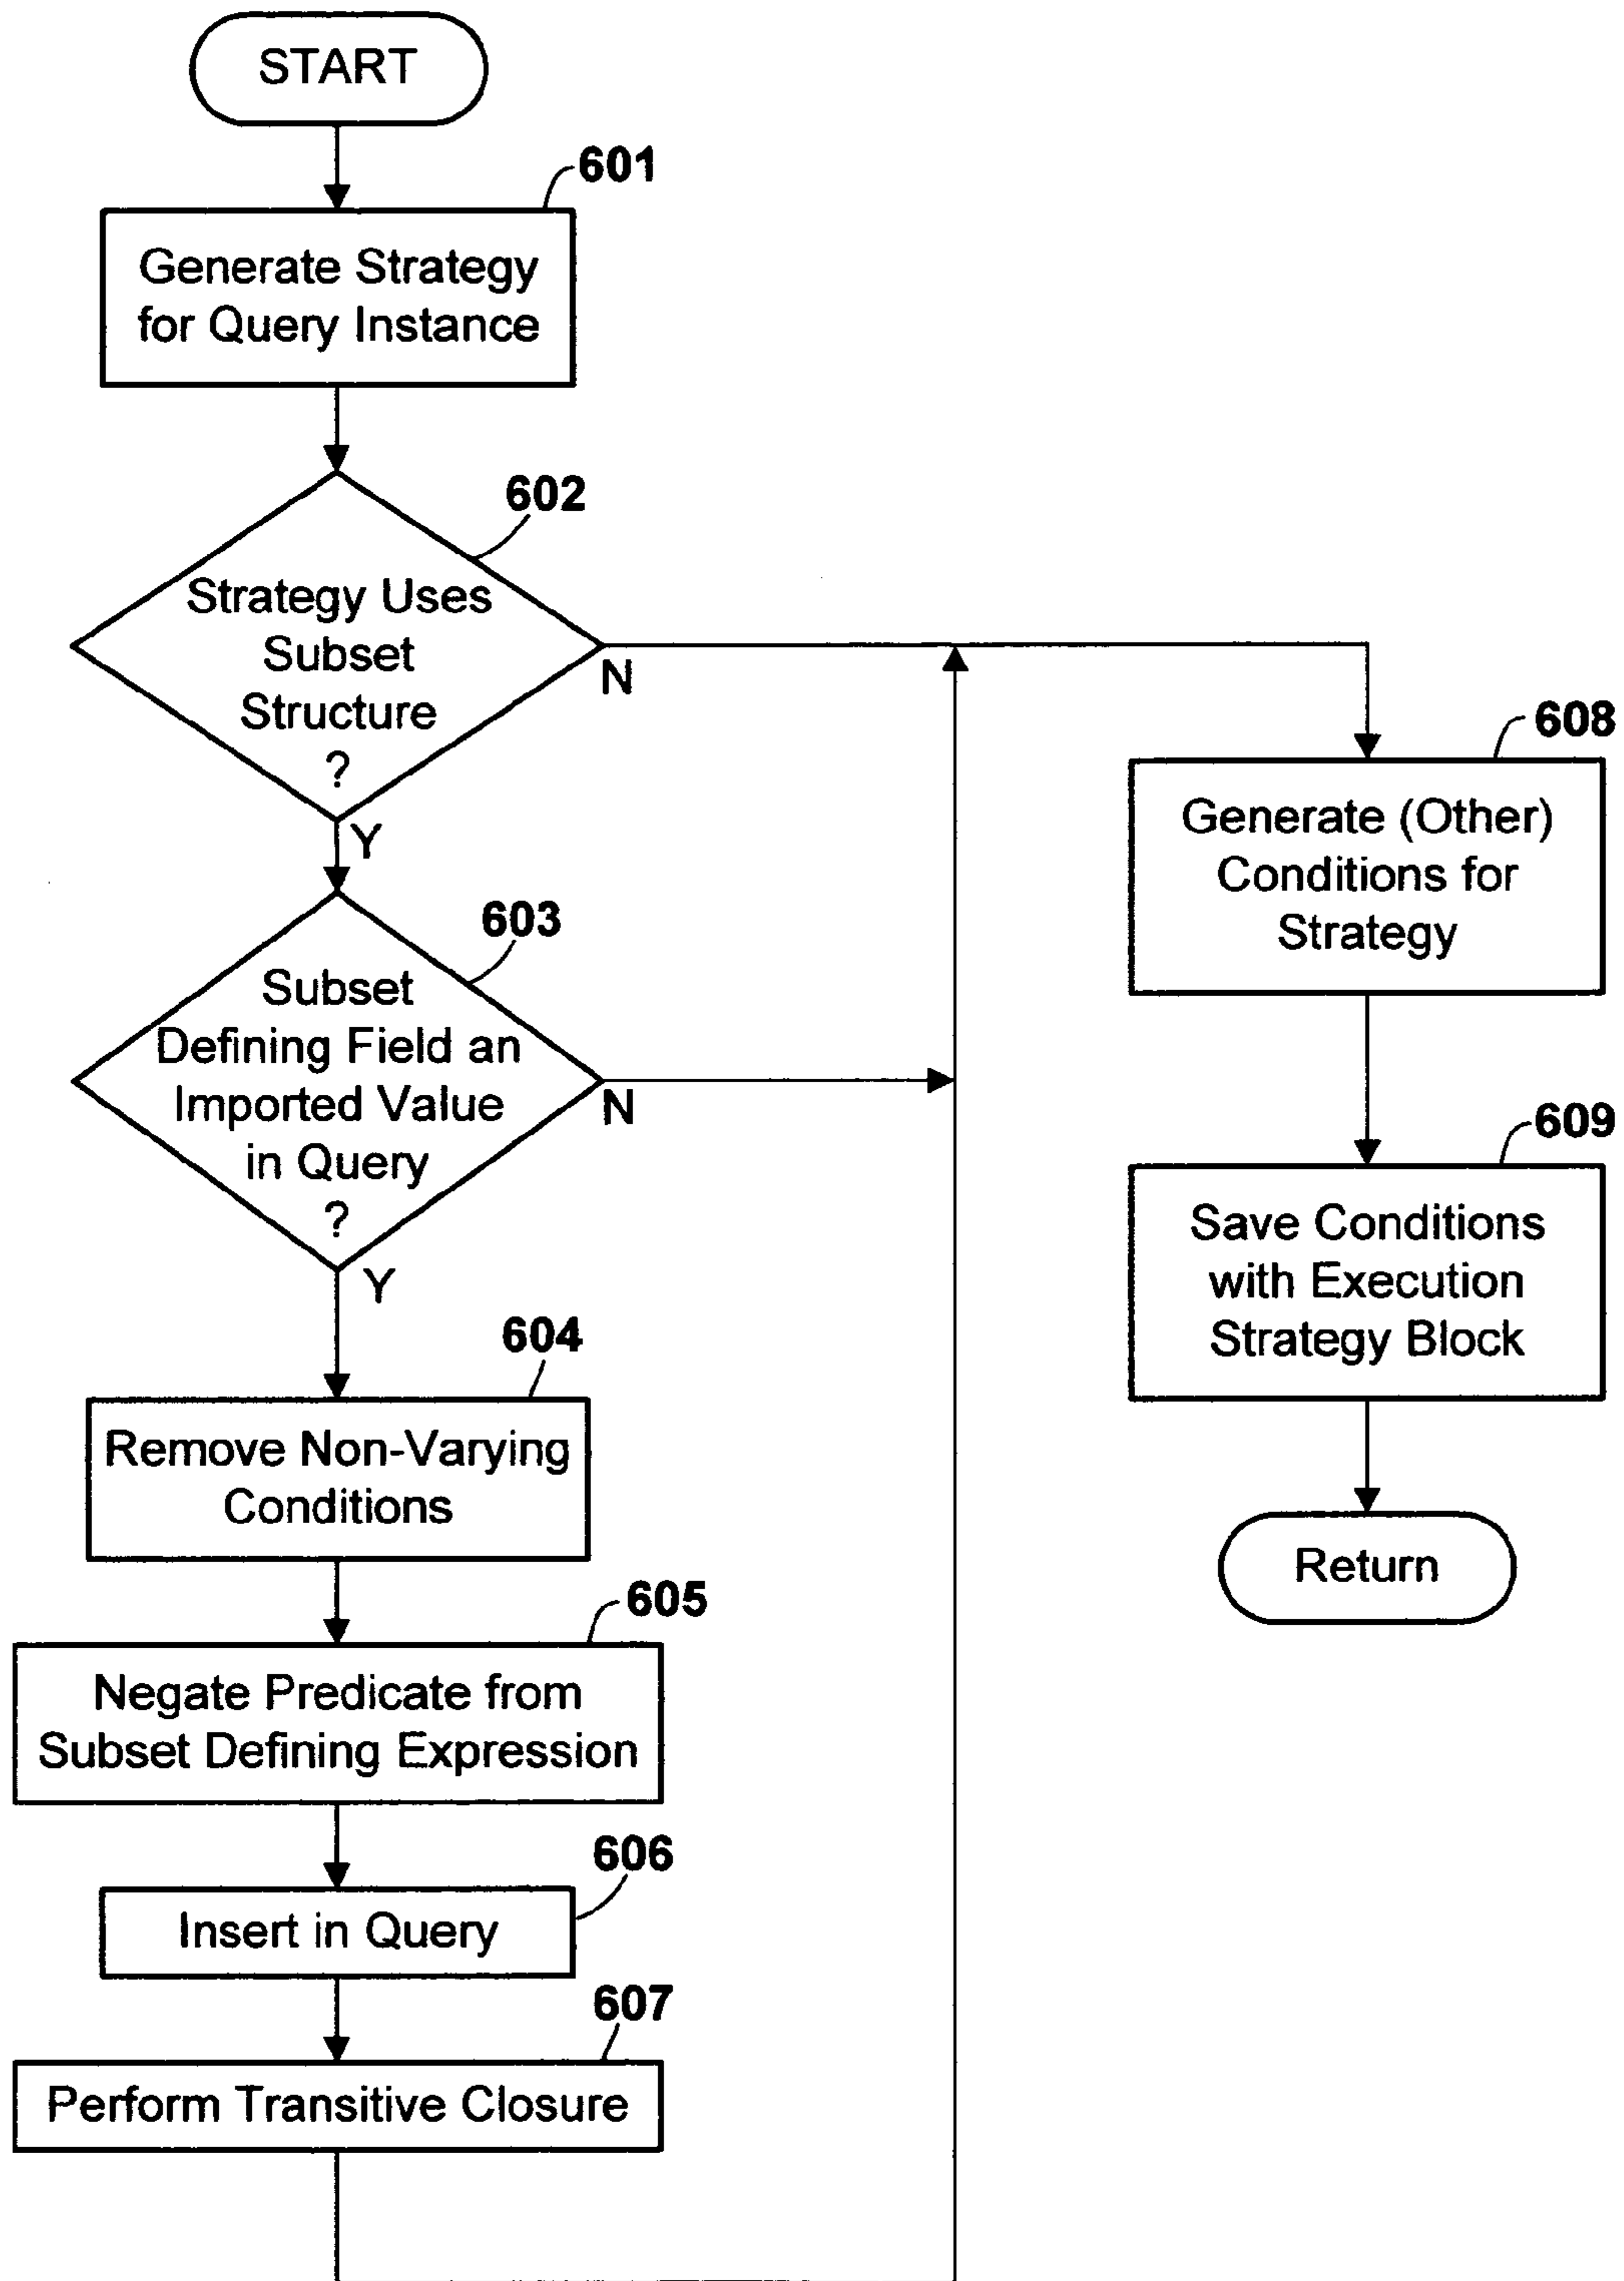 START
601
Generate Strategy
for Query Instance
602
Strategy Uses
Subset
Structure
?
N
Y
603
Subset
Defining Field an
Imported Value
in Query
?
N
Y
604
Remove Non-Varying
Conditions
605
Negate Predicate from
Subset Defining Expression
606
Insert in Query
607
Perform Transitive Closure
608
Generate (Other)
Conditions for
Strategy
609
Save Conditions
with Execution
Strategy Block
Return